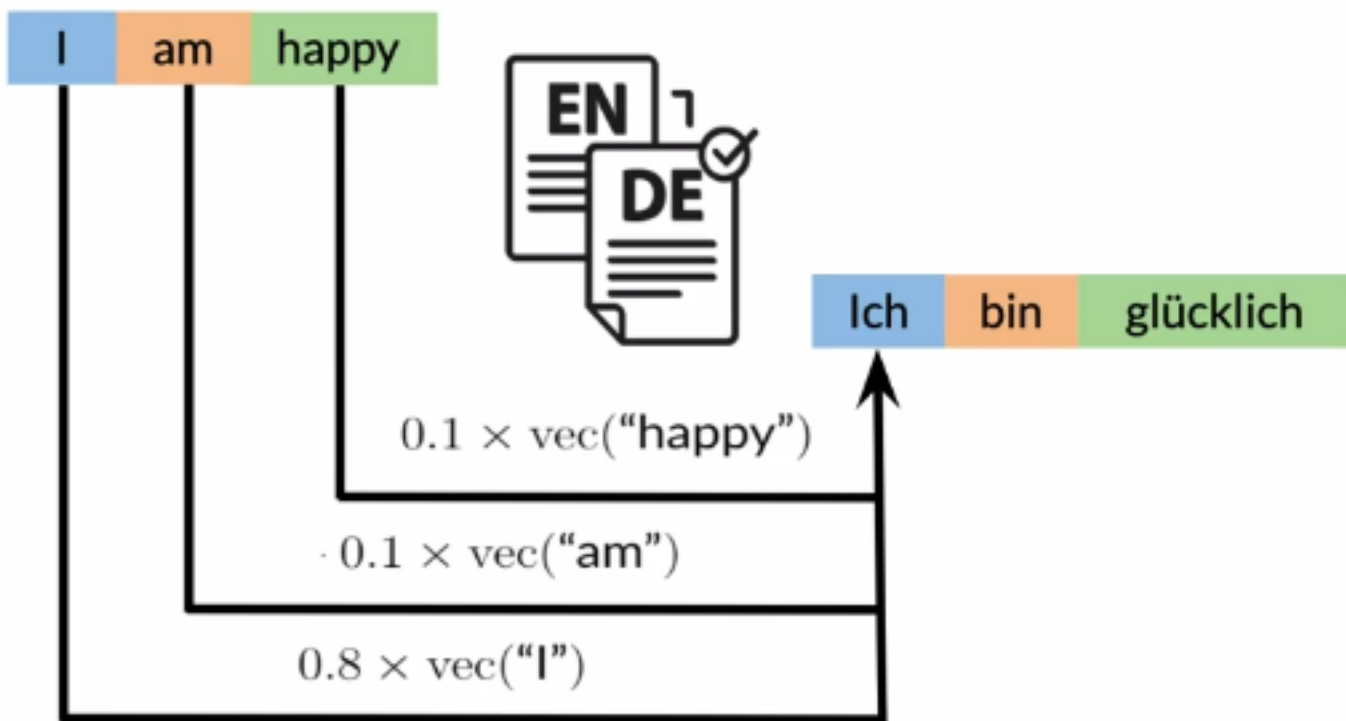 I am happy
EN
DE
Ich bin glücklich
0.1 × vec(“happy”)
0.1 × vec(“am”)
0.8 × vec(“I”)